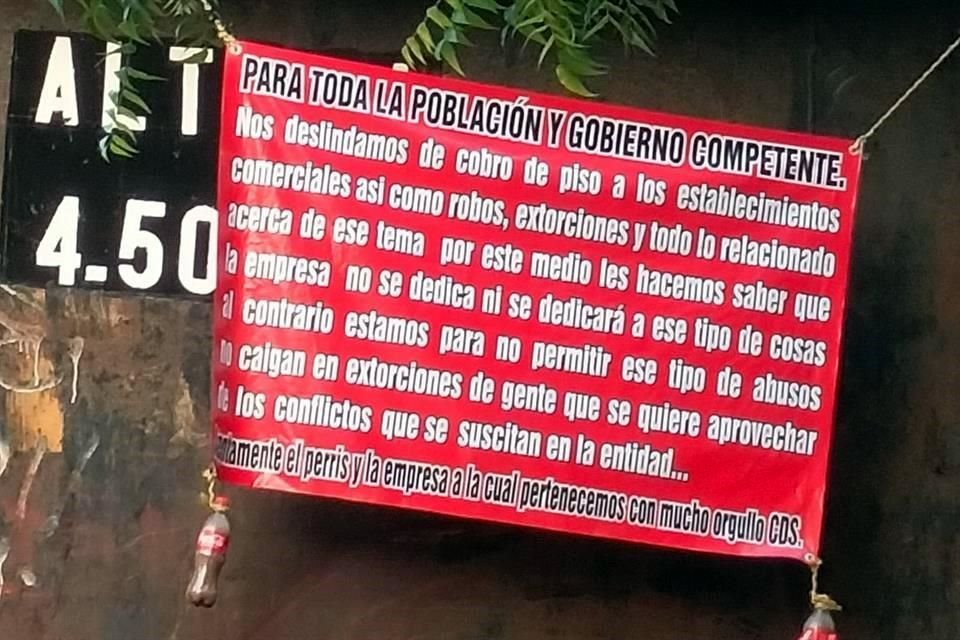 ALT
4.50
PARA TODA LA POBLACIÓN Y GOBIERNO COMPETENTE.
Nos deslindamos de cobro de piso a los establecimientos
comerciales asi como robos, extorciones y todo lo relacionado
acerca de ese tema por este medio les hacemos saber que
la empresa no se dedica ni se dedicará a ese tipo de cosas
al contrario estamos para no permitir ese tipo de abusos
no caigan en extorciones de gente que se quiere aprovechar
de los conflictos que se suscitan en la entidad...
el perris y la empresa a la cual pertenecemos con mucho orgullo CDS.